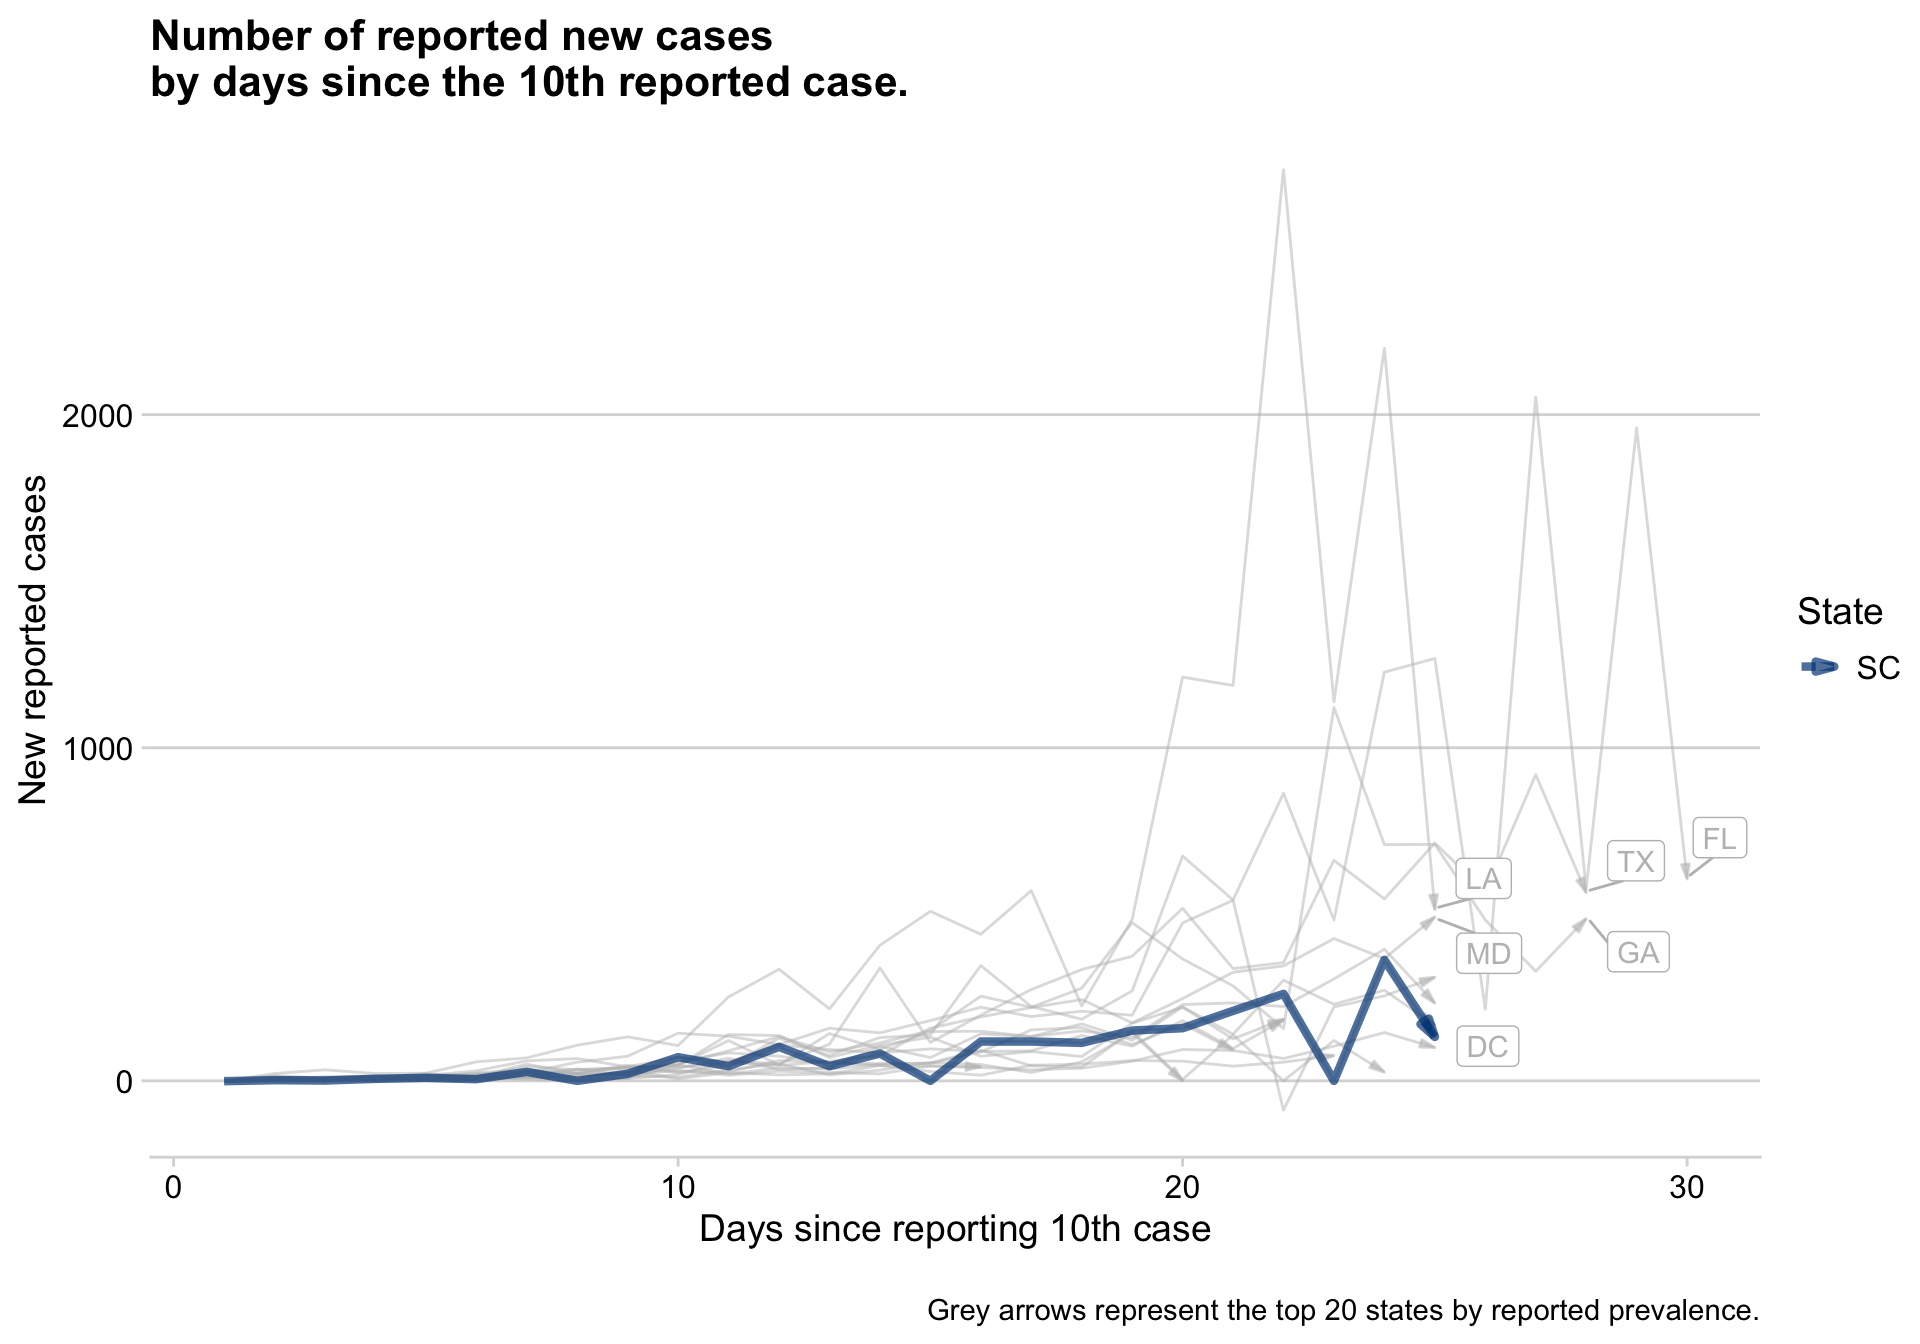 Number of reported new cases
by days since the 10th reported case.
New reported cases
2000
1000
0
0
10
20
30
Days since reporting 10th case
FL
TX
LA
MD
GA
DC
State
SC
Grey arrows represent the top 20 states by reported prevalence.